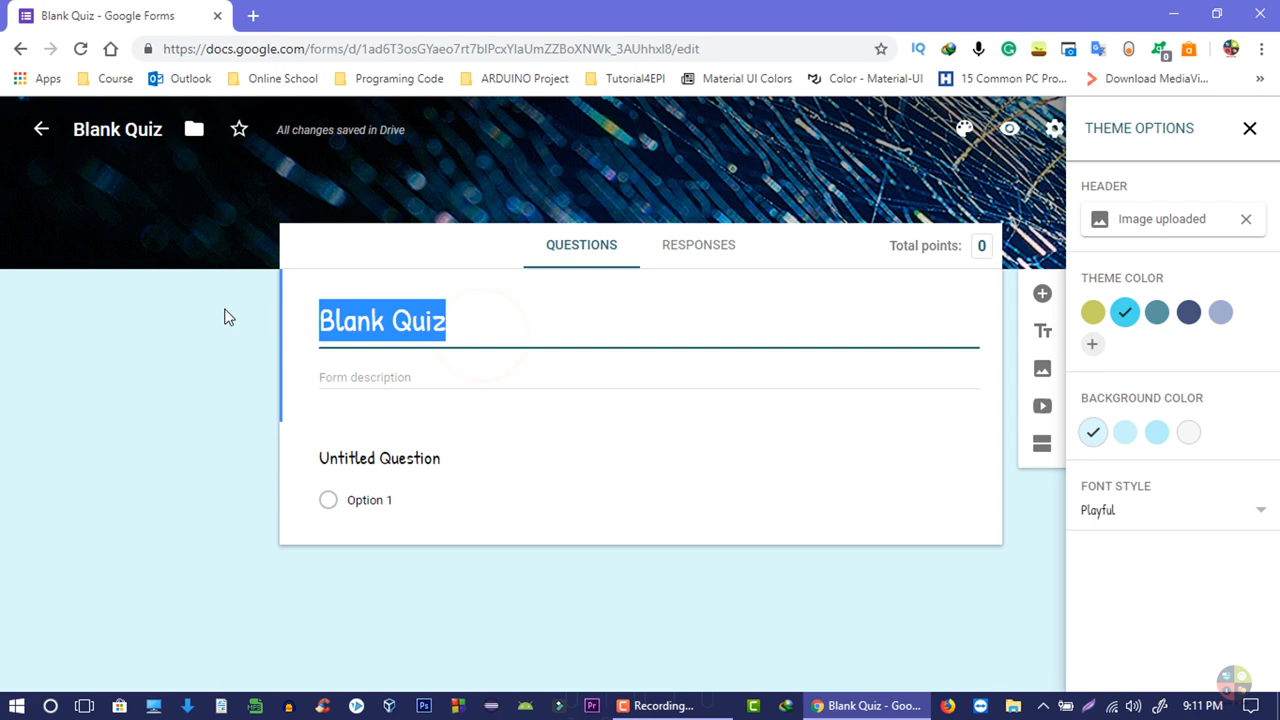 Blank Quiz - Google Forms
https://docs.google.com/forms/d/1ad6T3osGYaeo7rt7bIPcxYlaUmZZBoXNWk_3AUhhxI8/edit
Apps Course Outlook Online School Programing Code ARDUINO Project Tutorial4EPI Material UI Colors Color - Material-UI 15 Common PC Pro... Download MediaVi... »
Blank Quiz All changes saved in Drive
THEME OPTIONS
HEADER
Image uploaded
QUESTIONS RESPONSES Total points: 0
THEME COLOR
Blank Quiz
Form description
BACKGROUND COLOR
Untitled Question
Option 1
FONT STYLE
Playful
Recording... Blank Quiz - Goo... 9:11 PM